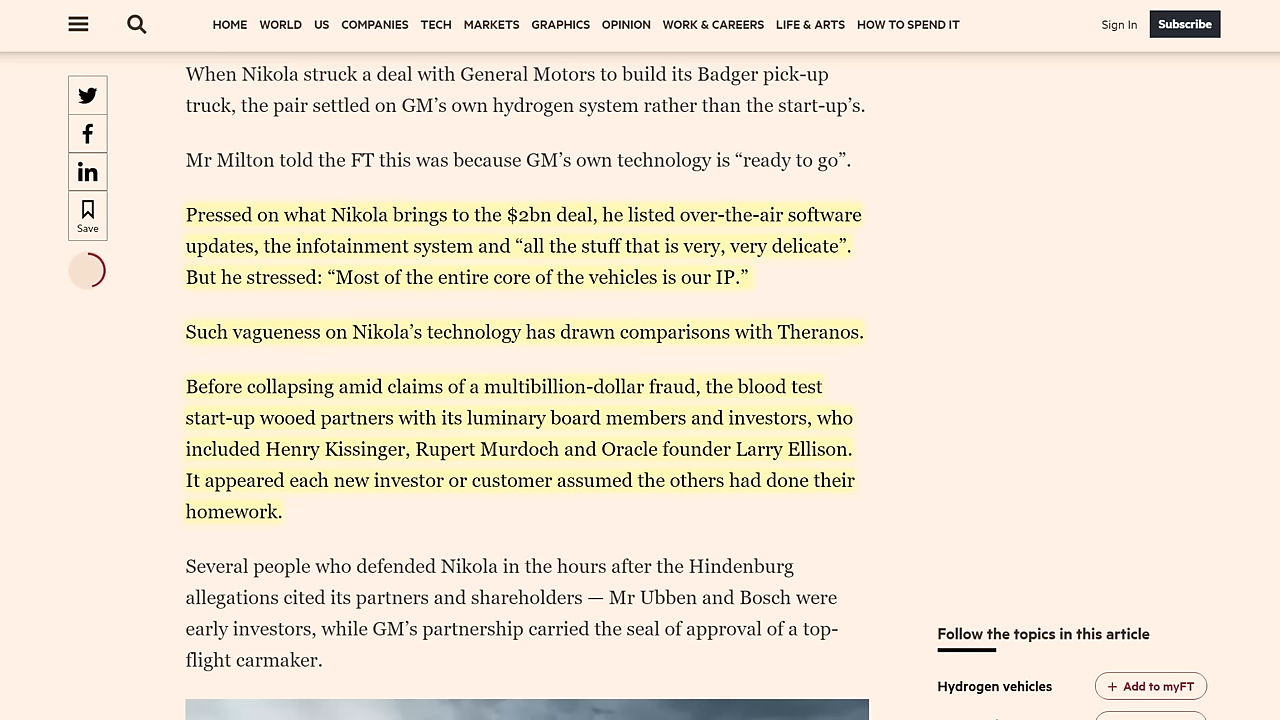 HOME WORLD US COMPANIES TECH MARKETS GRAPHICS OPINION WORK & CAREERS LIFE & ARTS HOW TO SPEND IT Sign In Subscribe
When Nikola struck a deal with General Motors to build its Badger pick-up
truck, the pair settled on GM’s own hydrogen system rather than the start-up’s.
Mr Milton told the FT this was because GM’s own technology is “ready to go”.
Save
Pressed on what Nikola brings to the $2bn deal, he listed over-the-air software
updates, the infotainment system and “all the stuff that is very, very delicate”.
But he stressed: “Most of the entire core of the vehicles is our IP.”
Such vagueness on Nikola’s technology has drawn comparisons with Theranos.
Before collapsing amid claims of a multibillion-dollar fraud, the blood test
start-up wooed partners with its luminary board members and investors, who
included Henry Kissinger, Rupert Murdoch and Oracle founder Larry Ellison.
It appeared each new investor or customer assumed the others had done their
homework.
Several people who defended Nikola in the hours after the Hindenburg
allegations cited its partners and shareholders — Mr Ubben and Bosch were
early investors, while GM’s partnership carried the seal of approval of a top-
flight carmaker.
Follow the topics in this article
Hydrogen vehicles + Add to myFT